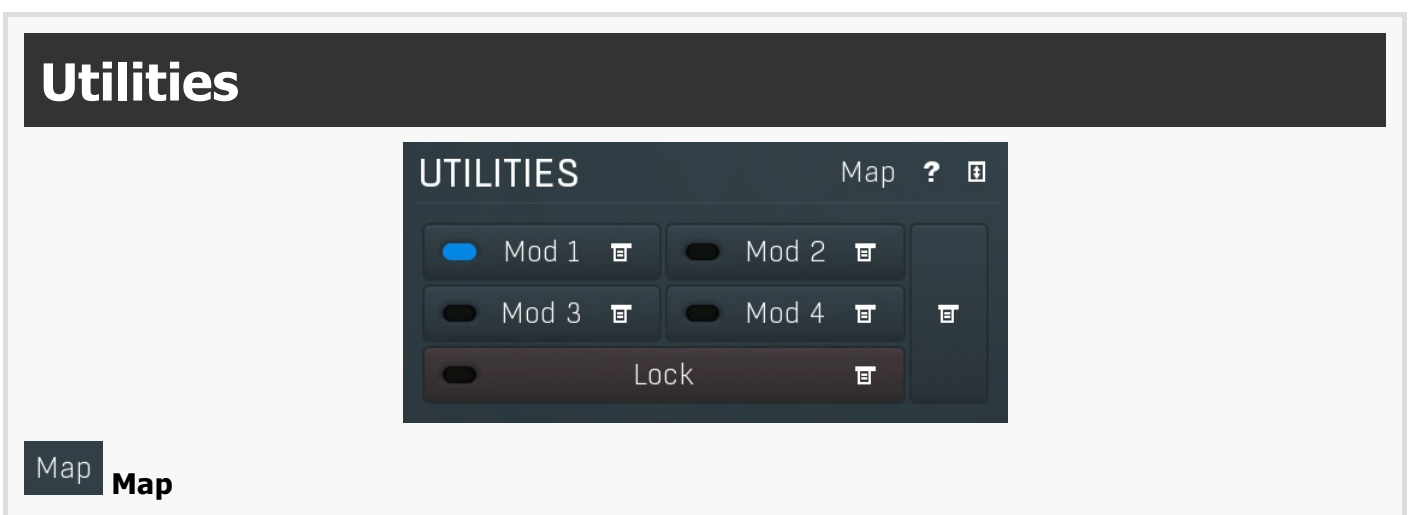 Utilities
UTILITIES Map ?
Mod 1 Mod 2
Mod 3 Mod 4
Lock
Map Map